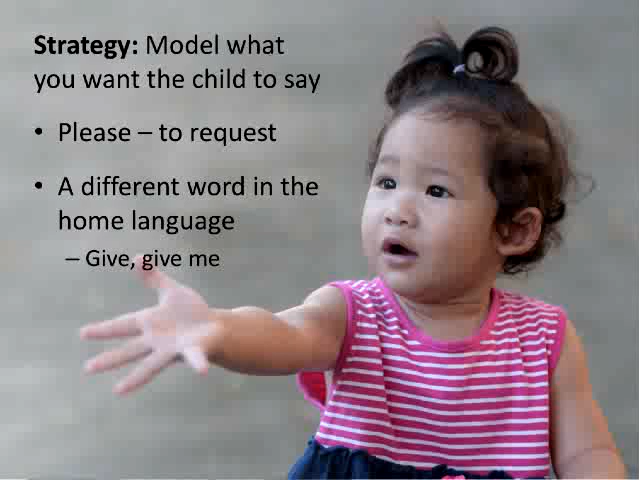 Strategy: Model what
you want the child to say
• Please – to request
• A different word in the
home language
– Give, give me